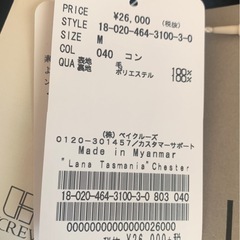 PRICE ¥26,000 (税抜)
STYLE 18-020-464-3100-3-0
SIZE M
COL 040 コン
QUA 表地 毛 100%
裏地 ポリエステル 100%
(株) ベイクルーズ
0120-301457/カスタマーサポート
Made in Myanmar
"Lana Tasmania"Chester
18-020-464-3100-3-0 803 040
00000000000000026000